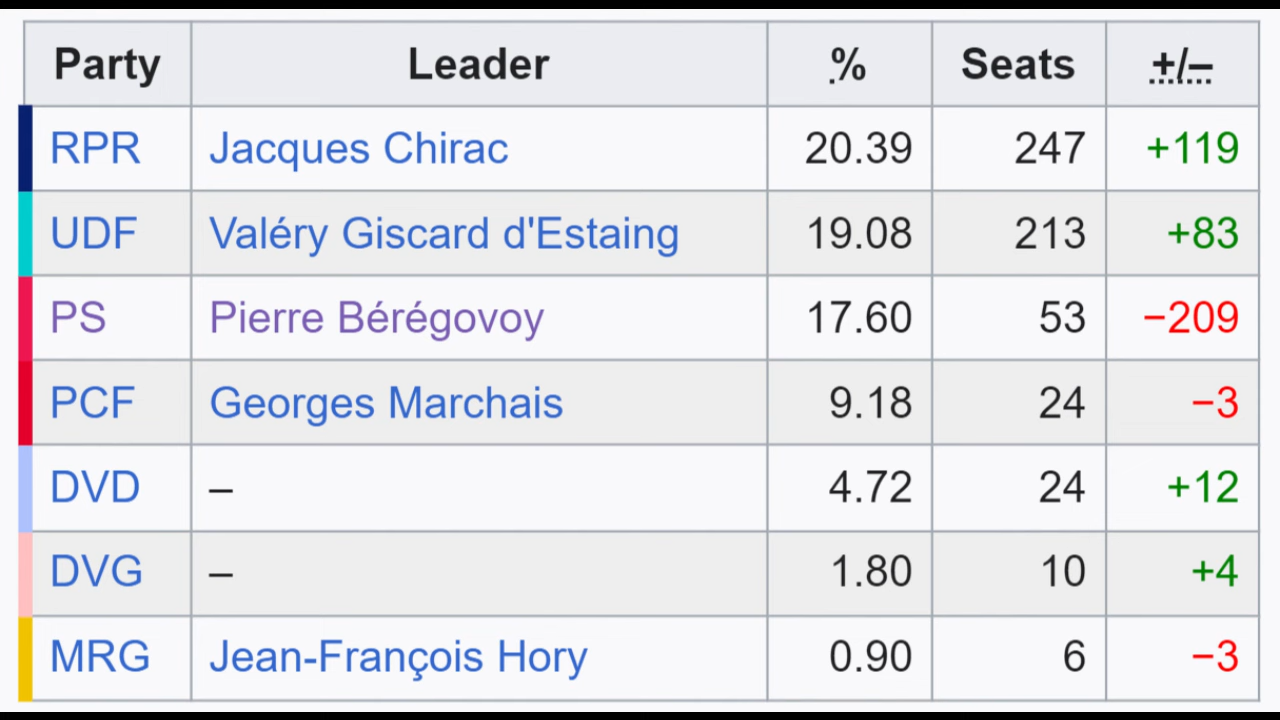 Party Leader % Seats +/–
RPR Jacques Chirac 20.39 247 +119
UDF Valéry Giscard d'Estaing 19.08 213 +83
PS Pierre Bérégovoy 17.60 53 −209
PCF Georges Marchais 9.18 24 −3
DVD – 4.72 24 +12
DVG – 1.80 10 +4
MRG Jean-François Hory 0.90 6 −3